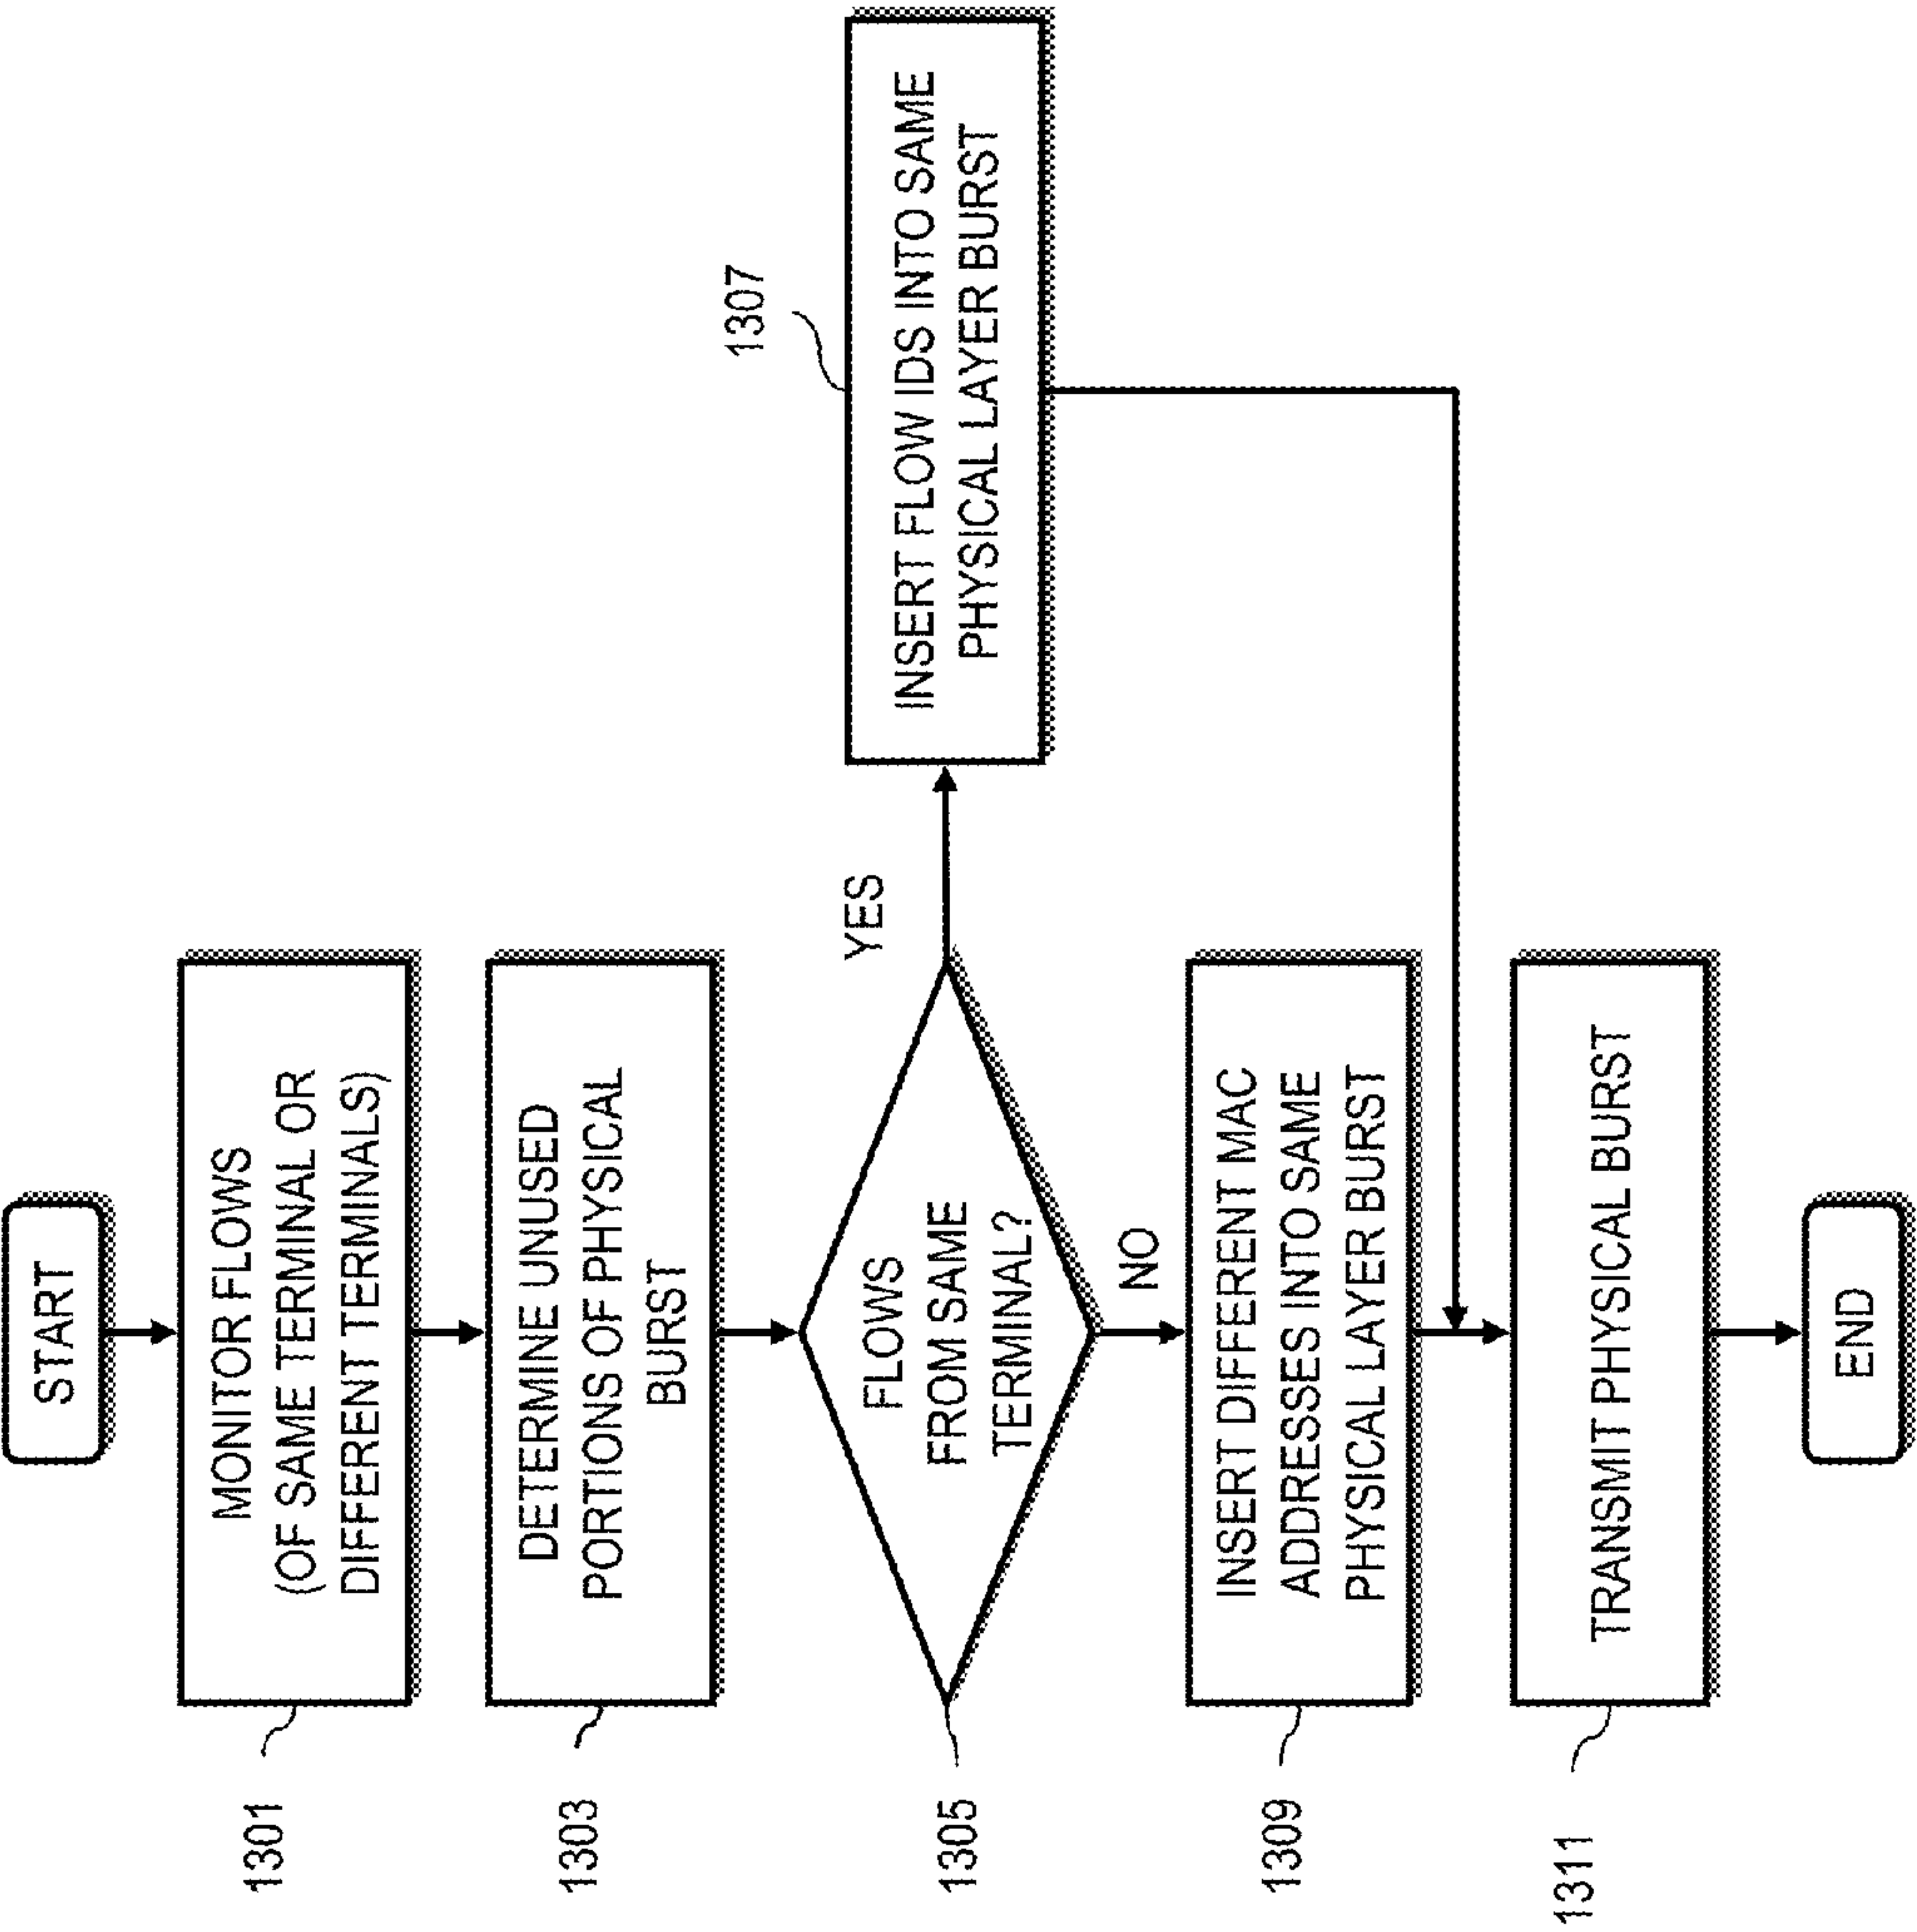 START
1301
MONITOR FLOWS
(OF SAME TERMINAL OR
DIFFERENT TERMINALS)
1303
DETERMINE UNUSED
PORTIONS OF PHYSICAL
BURST
1305
FLOWS
FROM SAME
TERMINAL?
YES
1307
INSERT FLOW IDS INTO SAME
PHYSICAL LAYER BURST
NO
1309
INSERT DIFFERENT MAC
ADDRESSES INTO SAME
PHYSICAL LAYER BURST
1311
TRANSMIT PHYSICAL BURST
END